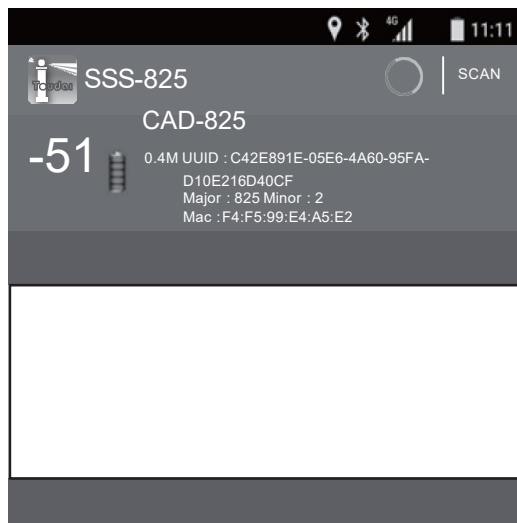 4G 11:11
Touder SSS-825 SCAN
CAD-825
-51
0.4M UUID : C42E891E-05E6-4A60-95FA-
D10E216D40CF
Major : 825 Minor : 2
Mac :F4:F5:99:E4:A5:E2